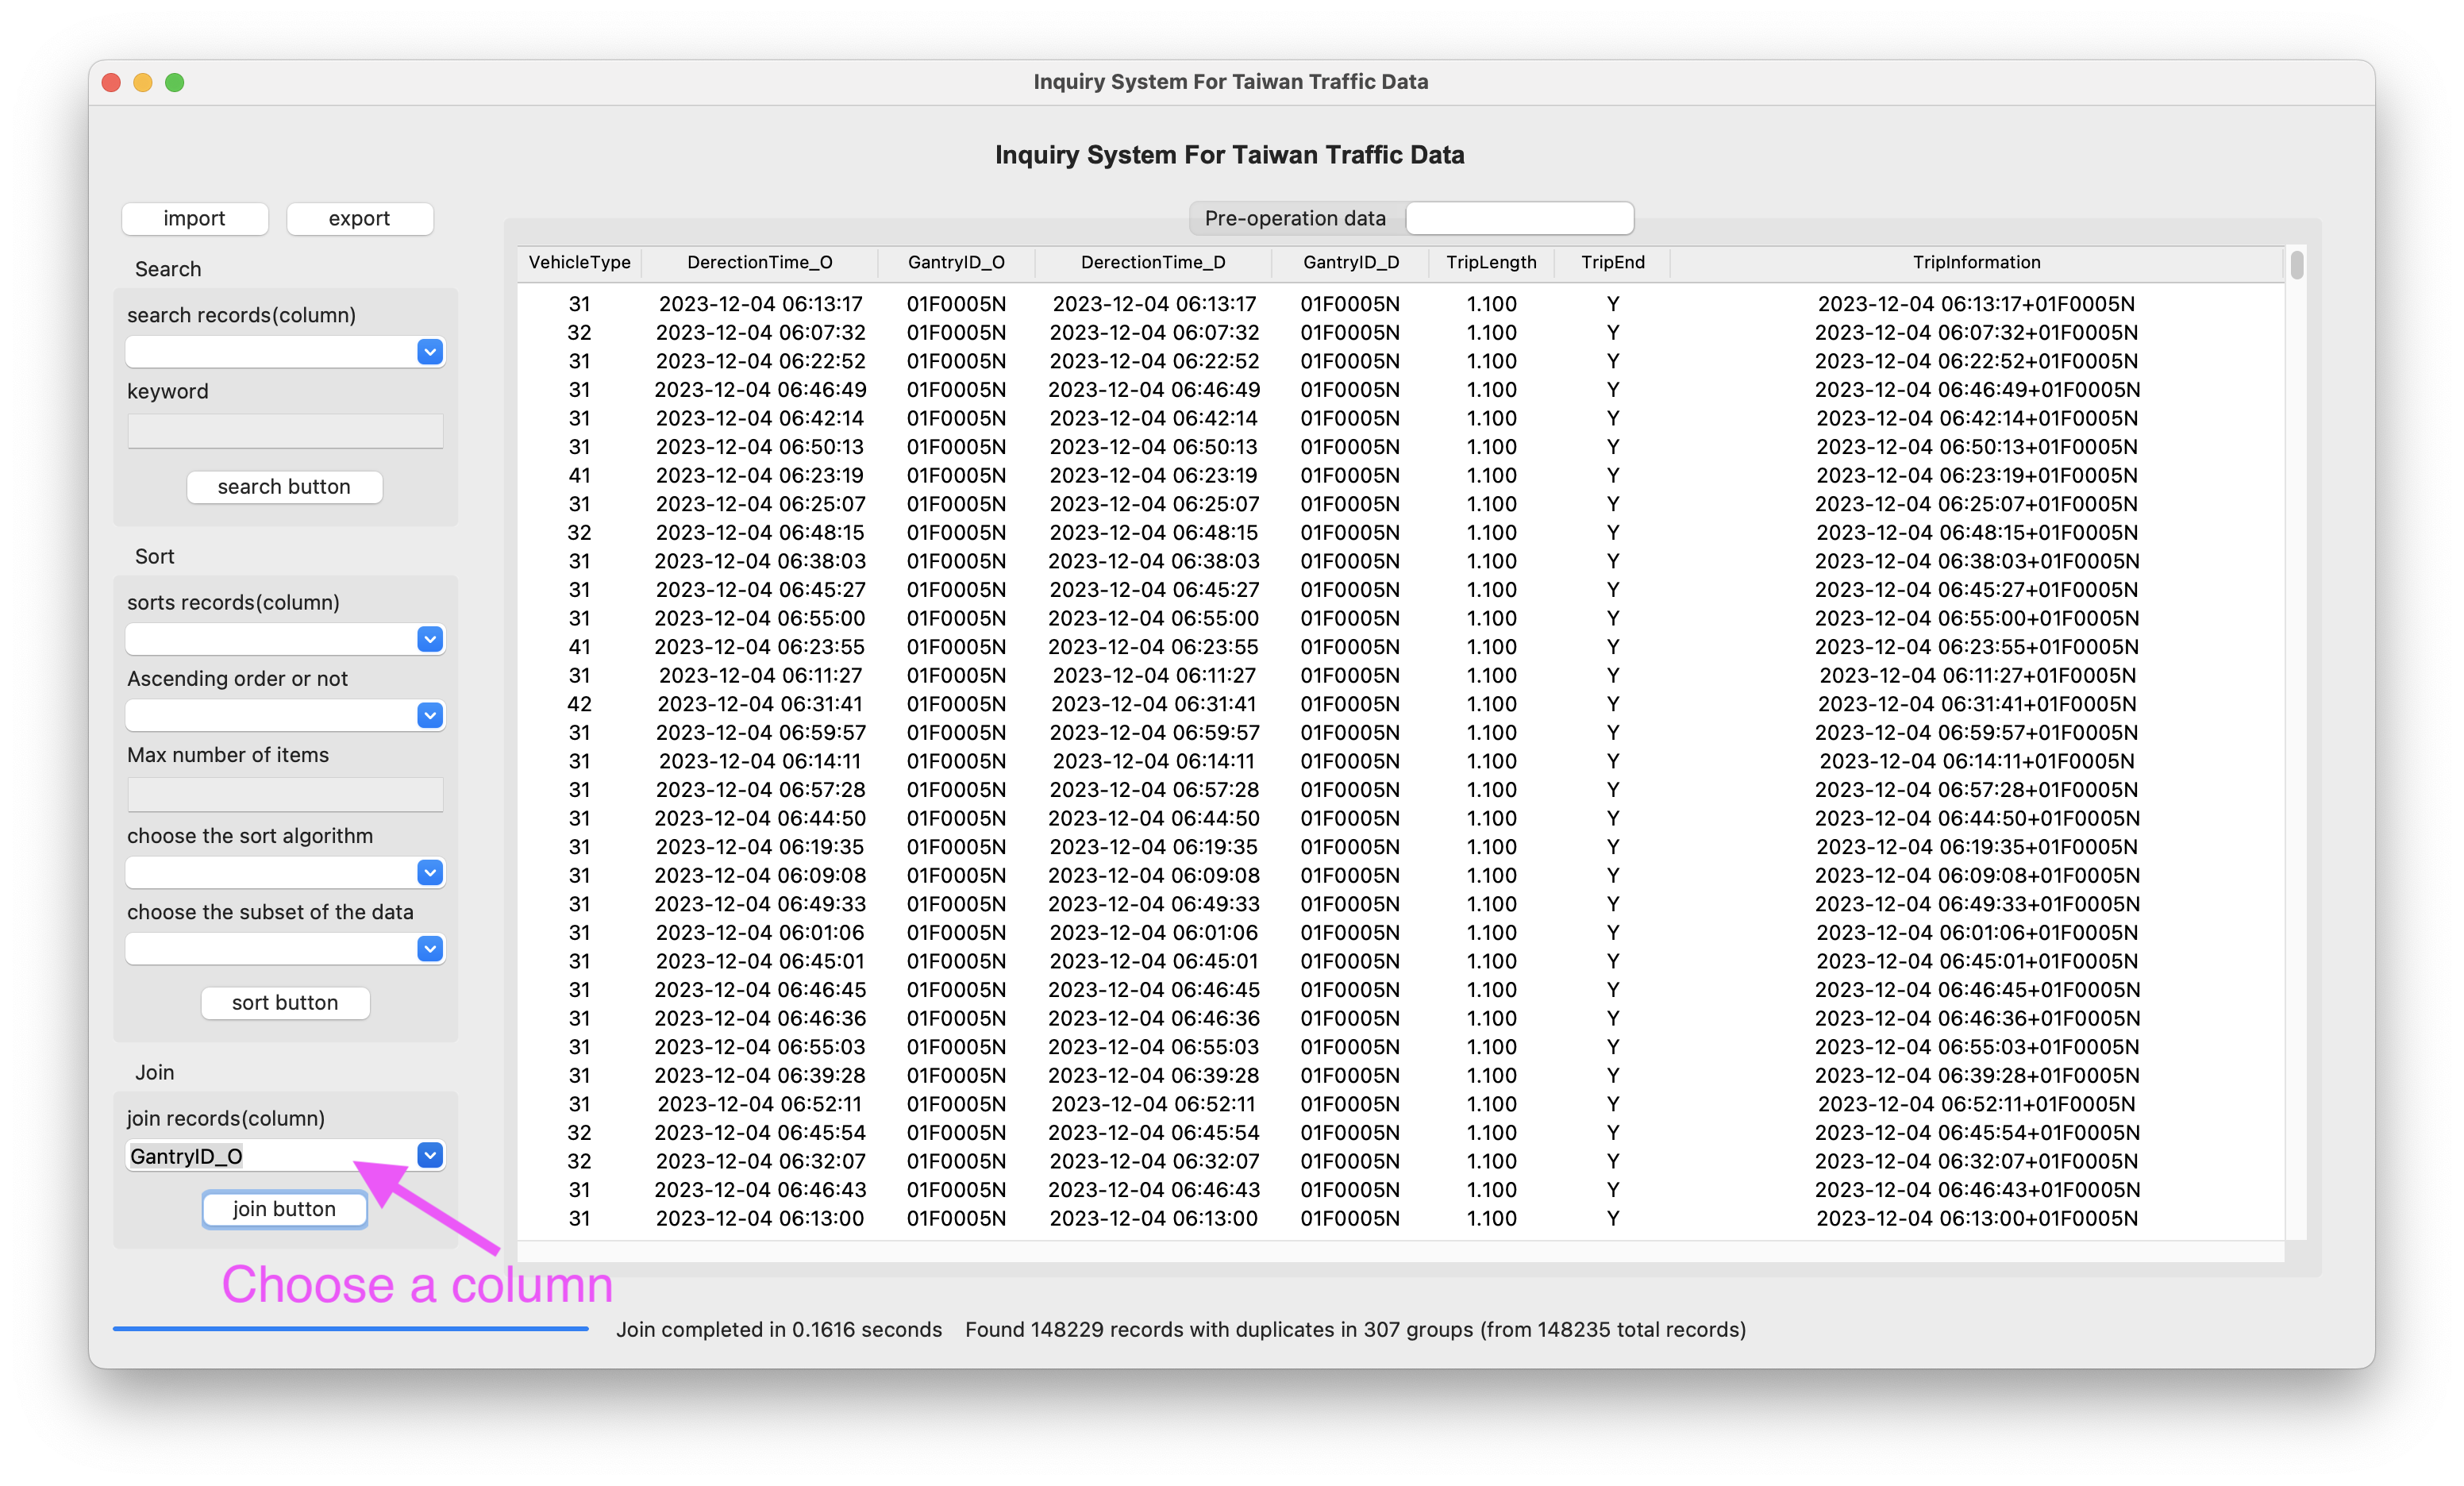 Inquiry System For Taiwan Traffic Data
Inquiry System For Taiwan Traffic Data
import export
Pre-operation data
Search
search records(column)
keyword
search button
Sort
sorts records(column)
Ascending order or not
Max number of items
choose the sort algorithm
choose the subset of the data
sort button
Join
join records(column)
GantryID_O
join button
Choose a column
VehicleType DerectionTime_O GantryID_O DerectionTime_D GantryID_D TripLength TripEnd TripInformation
31 2023-12-04 06:13:17 01F0005N 2023-12-04 06:13:17 01F0005N 1.100 Y 2023-12-04 06:13:17+01F0005N
32 2023-12-04 06:07:32 01F0005N 2023-12-04 06:07:32 01F0005N 1.100 Y 2023-12-04 06:07:32+01F0005N
31 2023-12-04 06:22:52 01F0005N 2023-12-04 06:22:52 01F0005N 1.100 Y 2023-12-04 06:22:52+01F0005N
31 2023-12-04 06:46:49 01F0005N 2023-12-04 06:46:49 01F0005N 1.100 Y 2023-12-04 06:46:49+01F0005N
31 2023-12-04 06:42:14 01F0005N 2023-12-04 06:42:14 01F0005N 1.100 Y 2023-12-04 06:42:14+01F0005N
31 2023-12-04 06:50:13 01F0005N 2023-12-04 06:50:13 01F0005N 1.100 Y 2023-12-04 06:50:13+01F0005N
41 2023-12-04 06:23:19 01F0005N 2023-12-04 06:23:19 01F0005N 1.100 Y 2023-12-04 06:23:19+01F0005N
31 2023-12-04 06:25:07 01F0005N 2023-12-04 06:25:07 01F0005N 1.100 Y 2023-12-04 06:25:07+01F0005N
32 2023-12-04 06:48:15 01F0005N 2023-12-04 06:48:15 01F0005N 1.100 Y 2023-12-04 06:48:15+01F0005N
31 2023-12-04 06:38:03 01F0005N 2023-12-04 06:38:03 01F0005N 1.100 Y 2023-12-04 06:38:03+01F0005N
31 2023-12-04 06:45:27 01F0005N 2023-12-04 06:45:27 01F0005N 1.100 Y 2023-12-04 06:45:27+01F0005N
31 2023-12-04 06:55:00 01F0005N 2023-12-04 06:55:00 01F0005N 1.100 Y 2023-12-04 06:55:00+01F0005N
41 2023-12-04 06:23:55 01F0005N 2023-12-04 06:23:55 01F0005N 1.100 Y 2023-12-04 06:23:55+01F0005N
31 2023-12-04 06:11:27 01F0005N 2023-12-04 06:11:27 01F0005N 1.100 Y 2023-12-04 06:11:27+01F0005N
42 2023-12-04 06:31:41 01F0005N 2023-12-04 06:31:41 01F0005N 1.100 Y 2023-12-04 06:31:41+01F0005N
31 2023-12-04 06:59:57 01F0005N 2023-12-04 06:59:57 01F0005N 1.100 Y 2023-12-04 06:59:57+01F0005N
31 2023-12-04 06:14:11 01F0005N 2023-12-04 06:14:11 01F0005N 1.100 Y 2023-12-04 06:14:11+01F0005N
31 2023-12-04 06:57:28 01F0005N 2023-12-04 06:57:28 01F0005N 1.100 Y 2023-12-04 06:57:28+01F0005N
31 2023-12-04 06:44:50 01F0005N 2023-12-04 06:44:50 01F0005N 1.100 Y 2023-12-04 06:44:50+01F0005N
31 2023-12-04 06:19:35 01F0005N 2023-12-04 06:19:35 01F0005N 1.100 Y 2023-12-04 06:19:35+01F0005N
31 2023-12-04 06:09:08 01F0005N 2023-12-04 06:09:08 01F0005N 1.100 Y 2023-12-04 06:09:08+01F0005N
31 2023-12-04 06:49:33 01F0005N 2023-12-04 06:49:33 01F0005N 1.100 Y 2023-12-04 06:49:33+01F0005N
31 2023-12-04 06:01:06 01F0005N 2023-12-04 06:01:06 01F0005N 1.100 Y 2023-12-04 06:01:06+01F0005N
31 2023-12-04 06:45:01 01F0005N 2023-12-04 06:45:01 01F0005N 1.100 Y 2023-12-04 06:45:01+01F0005N
31 2023-12-04 06:46:45 01F0005N 2023-12-04 06:46:45 01F0005N 1.100 Y 2023-12-04 06:46:45+01F0005N
31 2023-12-04 06:46:36 01F0005N 2023-12-04 06:46:36 01F0005N 1.100 Y 2023-12-04 06:46:36+01F0005N
31 2023-12-04 06:55:03 01F0005N 2023-12-04 06:55:03 01F0005N 1.100 Y 2023-12-04 06:55:03+01F0005N
31 2023-12-04 06:39:28 01F0005N 2023-12-04 06:39:28 01F0005N 1.100 Y 2023-12-04 06:39:28+01F0005N
31 2023-12-04 06:52:11 01F0005N 2023-12-04 06:52:11 01F0005N 1.100 Y 2023-12-04 06:52:11+01F0005N
32 2023-12-04 06:45:54 01F0005N 2023-12-04 06:45:54 01F0005N 1.100 Y 2023-12-04 06:45:54+01F0005N
32 2023-12-04 06:32:07 01F0005N 2023-12-04 06:32:07 01F0005N 1.100 Y 2023-12-04 06:32:07+01F0005N
31 2023-12-04 06:46:43 01F0005N 2023-12-04 06:46:43 01F0005N 1.100 Y 2023-12-04 06:46:43+01F0005N
31 2023-12-04 06:13:00 01F0005N 2023-12-04 06:13:00 01F0005N 1.100 Y 2023-12-04 06:13:00+01F0005N
Join completed in 0.1616 seconds Found 148229 records with duplicates in 307 groups (from 148235 total records)